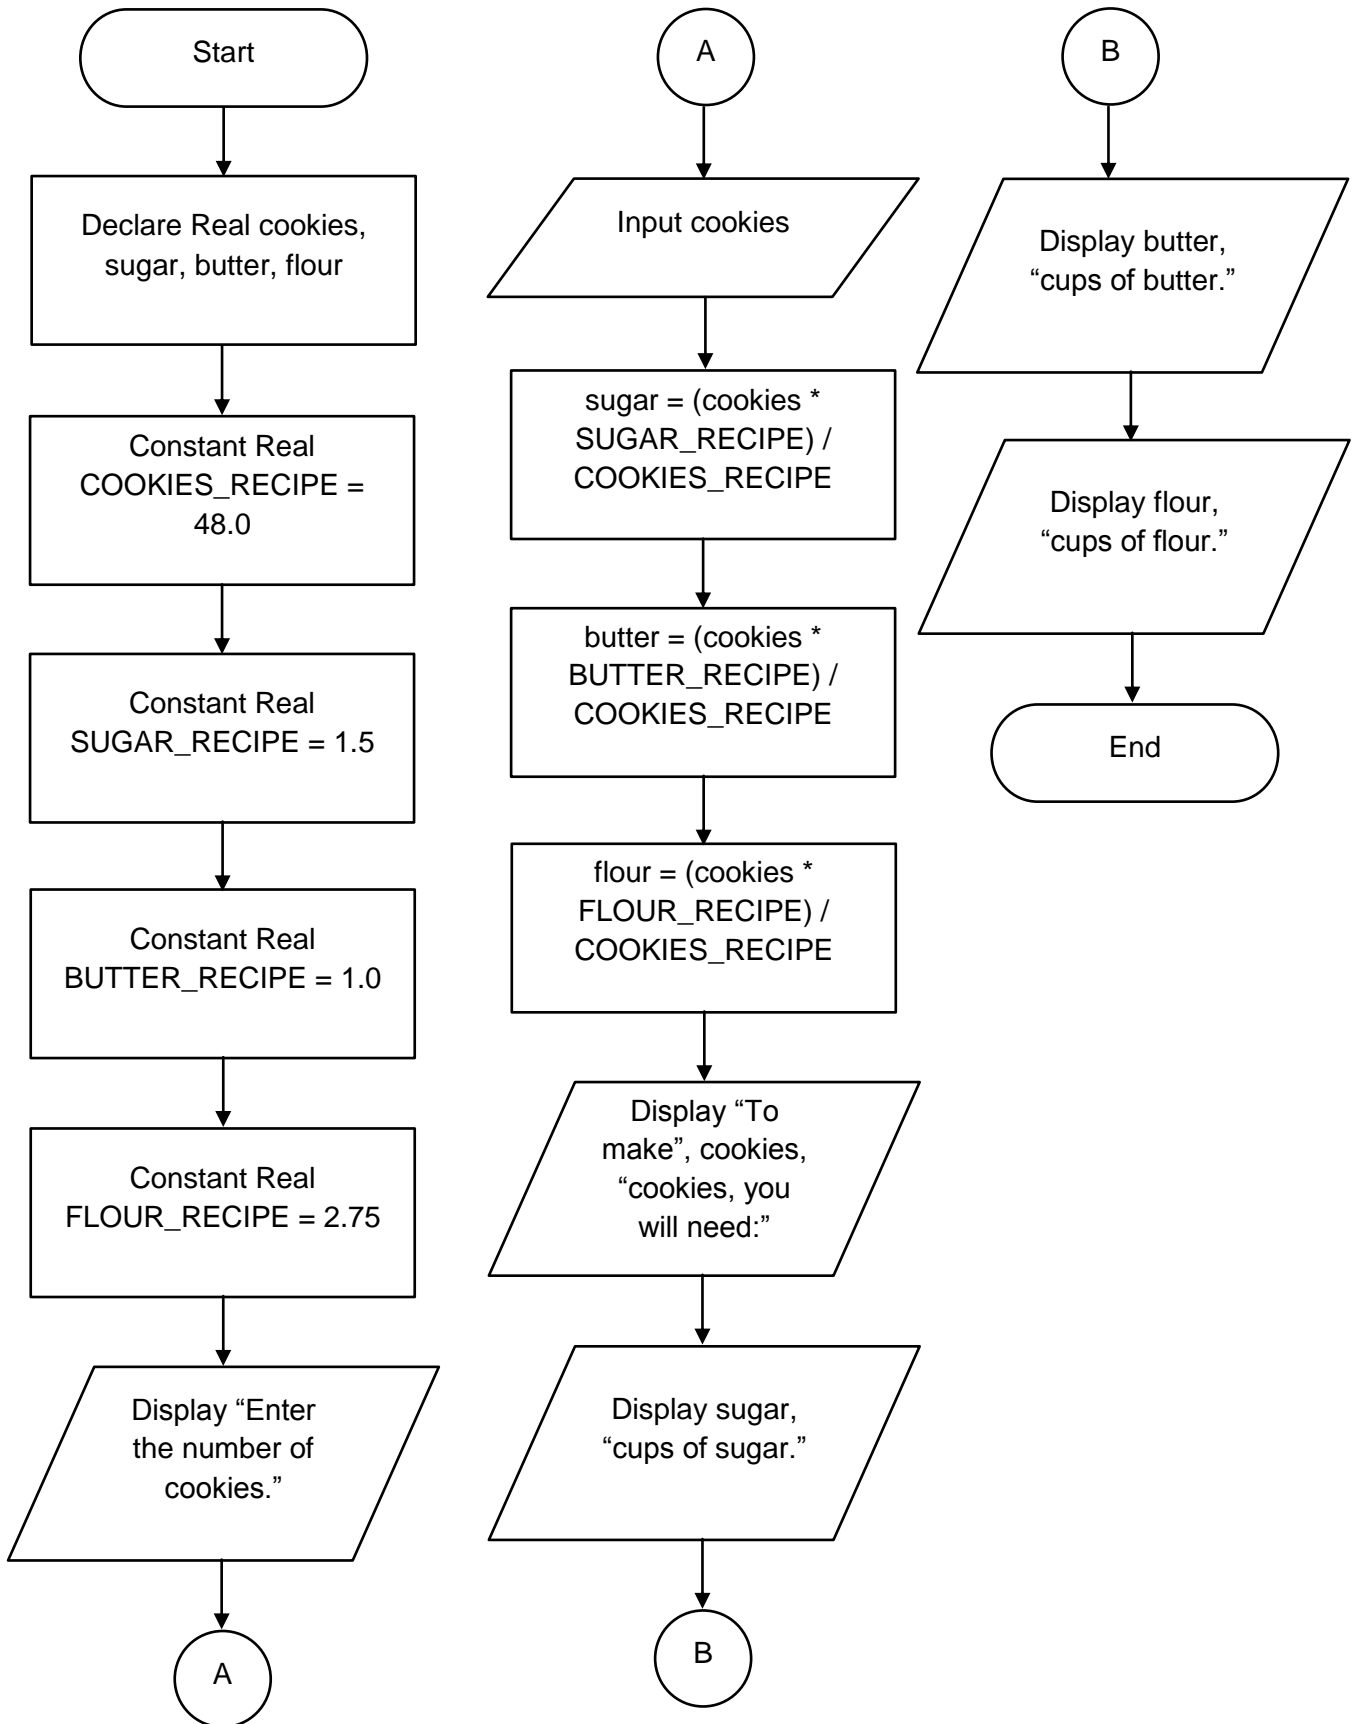 Start
Declare Real cookies,
sugar, butter, flour
Constant Real
COOKIES_RECIPE =
48.0
Constant Real
SUGAR_RECIPE = 1.5
Constant Real
BUTTER_RECIPE = 1.0
Constant Real
FLOUR_RECIPE = 2.75
Display “Enter
the number of
cookies.”
A
A
Input cookies
sugar = (cookies *
SUGAR_RECIPE) /
COOKIES_RECIPE
butter = (cookies *
BUTTER_RECIPE) /
COOKIES_RECIPE
flour = (cookies *
FLOUR_RECIPE) /
COOKIES_RECIPE
Display “To
make”, cookies,
“cookies, you
will need:”
Display sugar,
“cups of sugar.”
B
B
Display butter,
“cups of butter.”
Display flour,
“cups of flour.”
End